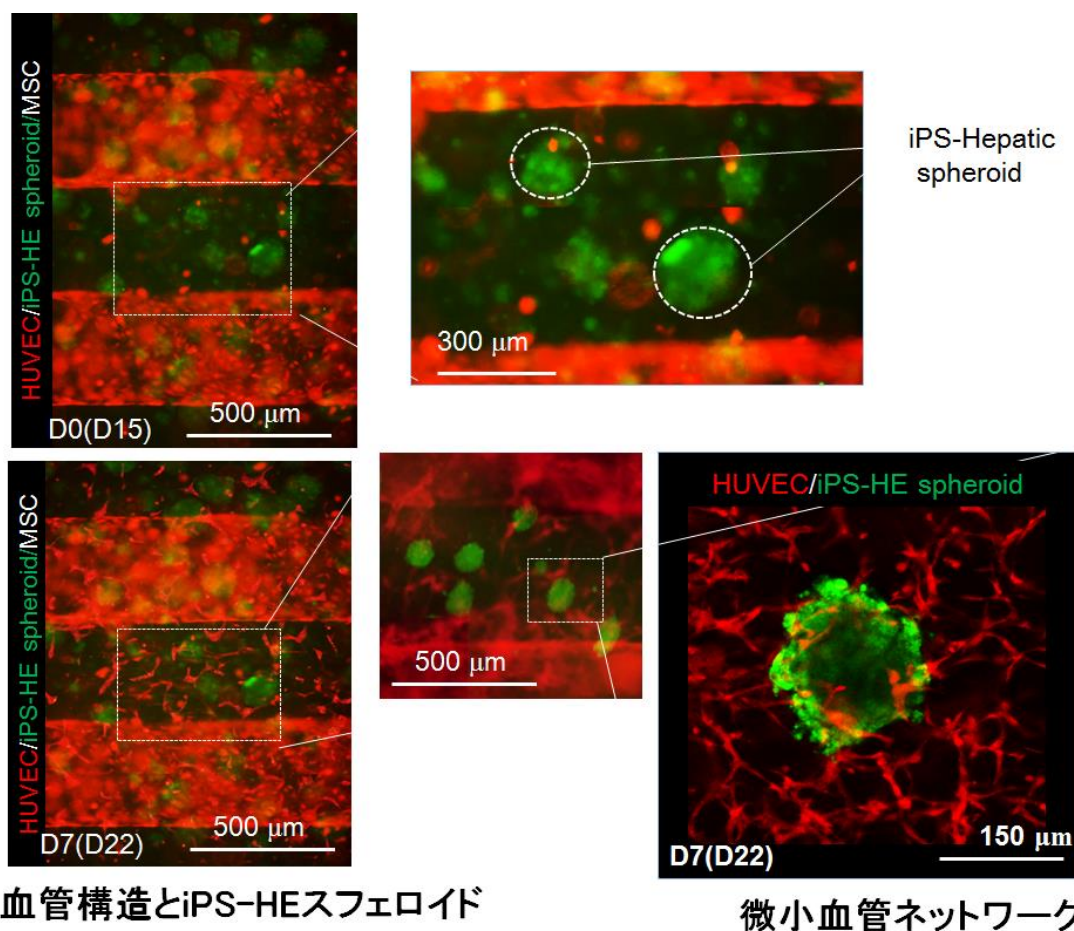 HUVEC/iPS-HE spheroid/MSC
D0(D15)
500 μm
300 μm
iPS-Hepatic
spheroid
HUVEC/iPS-HE spheroid/MSC
D7(D22)
500 μm
500 μm
HUVEC/iPS-HE spheroid
D7(D22)
150 μm
血管構造とiPS-HEスフェロイド
微小血管ネットワーク